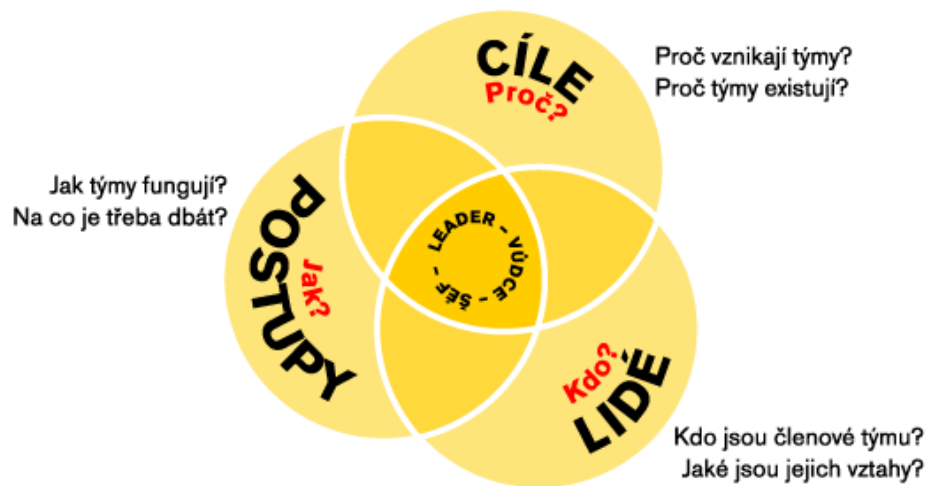 CÍLE
Proč?
Proč vznikají týmy?
Proč týmy existují?
Jak týmy fungují?
Na co je třeba dbát?
POSTUPY
Jak?
LEADER – VŮDCE – ŠÉF –
Kdo?
LIDÉ
Kdo jsou členové týmu?
Jaké jsou jejich vztahy?